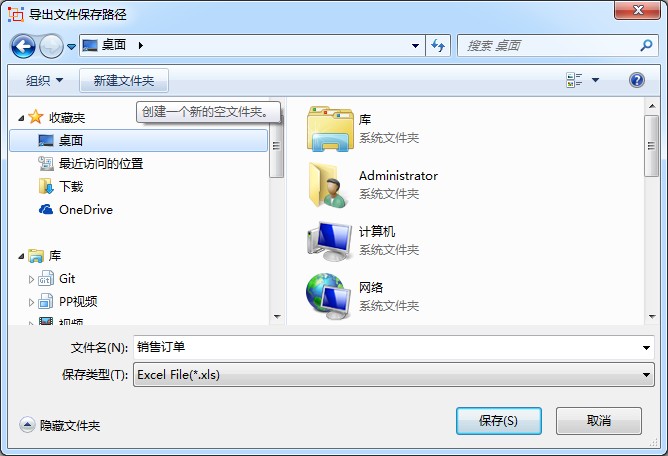 导出文件保存路径
桌面
搜索 桌面
组织
新建文件夹
创建一个新的空文件夹。
收藏夹
桌面
最近访问的位置
下载
OneDrive
库
Git
PP视频
视频
库
系统文件夹
Administrator
系统文件夹
计算机
系统文件夹
网络
系统文件夹
文件名(N):
销售订单
保存类型(T):
Excel File(*.xls)
隐藏文件夹
保存(S)
取消